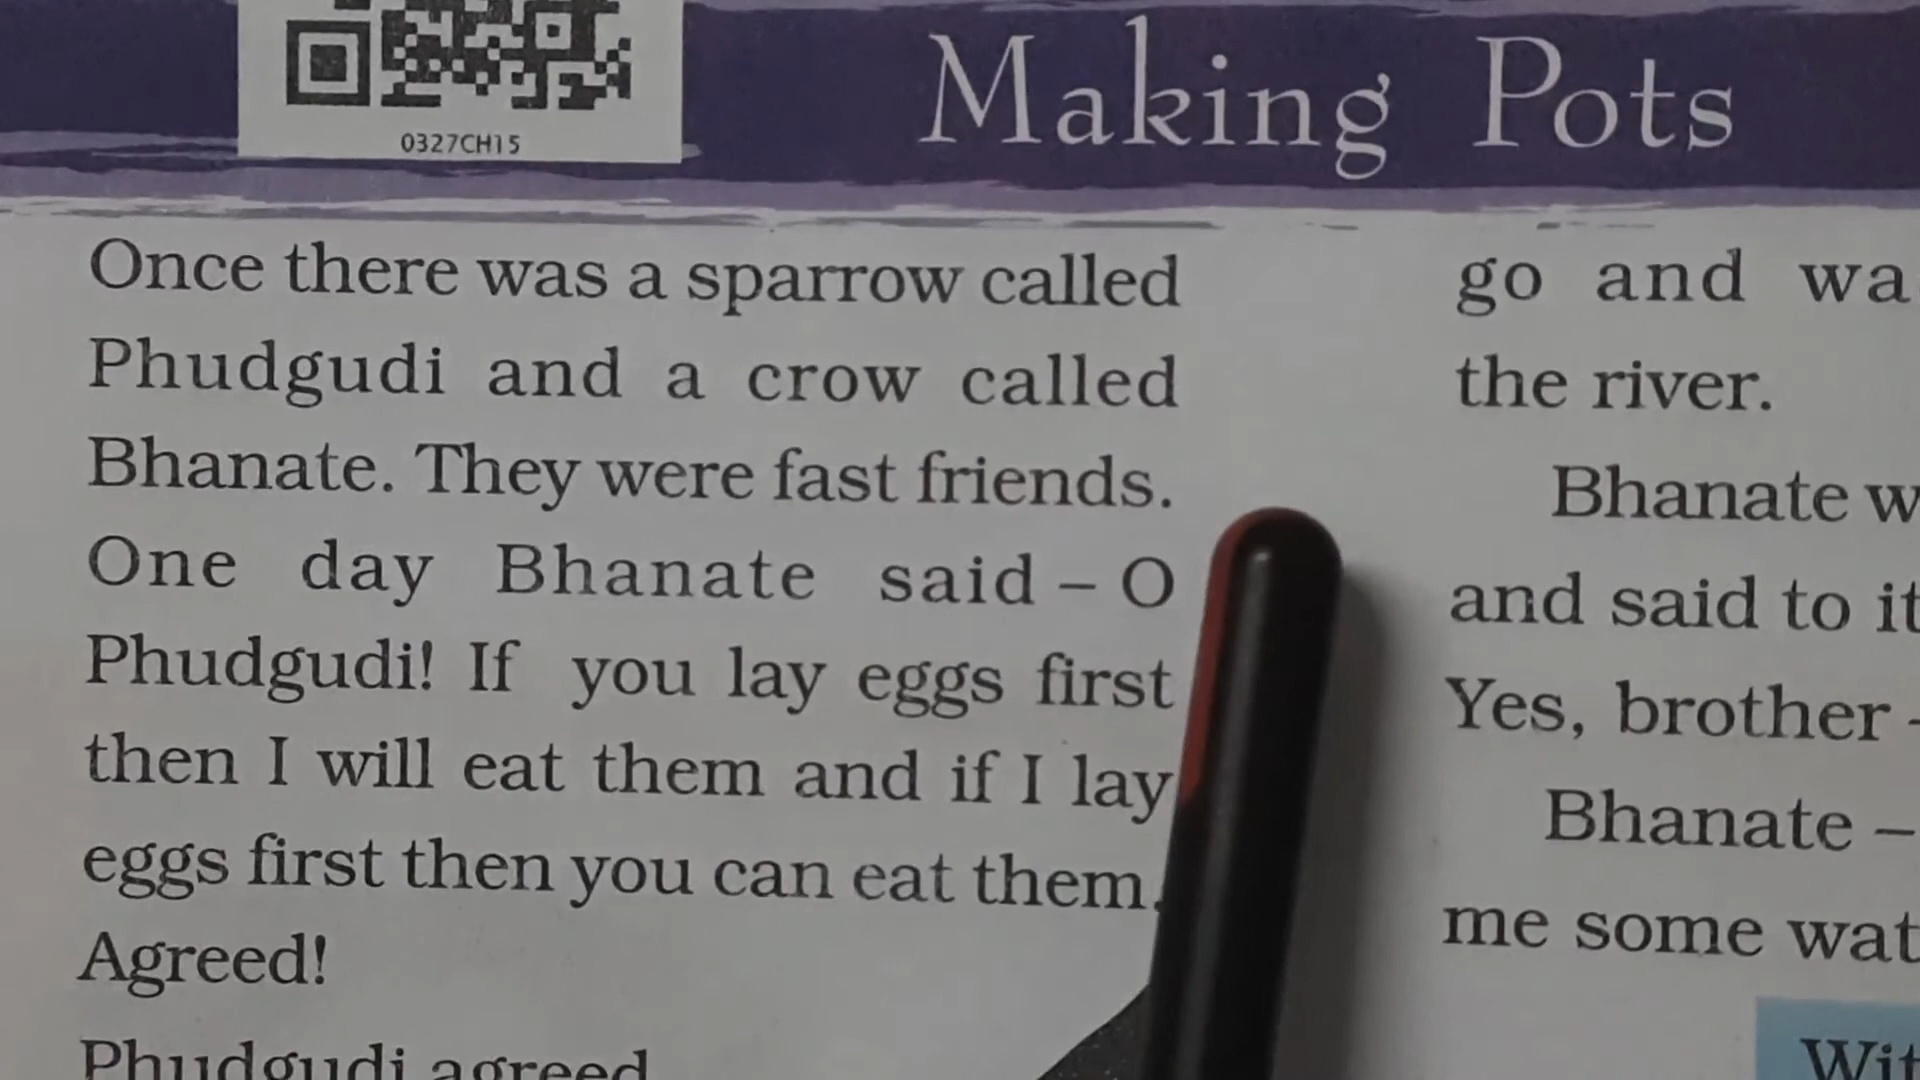 0327CH15
Making Pots
Once there was a sparrow called
Phudgudi and a crow called
Bhanate. They were fast friends.
One day Bhanate said – O
Phudgudi! If you lay eggs first
then I will eat them and if I lay
eggs first then you can eat them.
Agreed!
Phudgudi agreed
go and
the river.
Bhanate
and said to
Yes, brother -
Bhanate –
me some